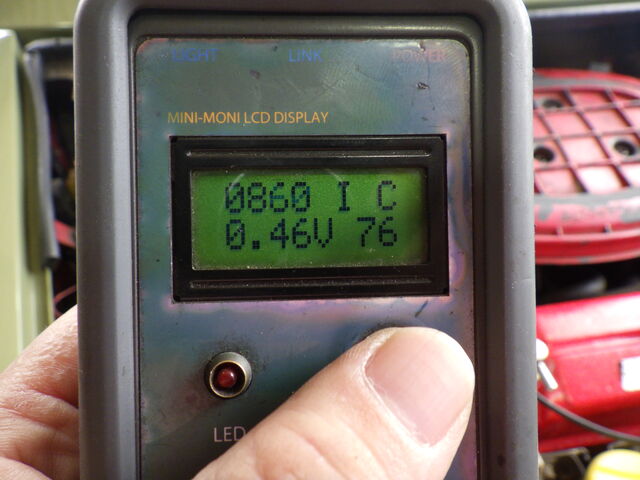 LIGHT LINK POWER
MINI-MONI LCD DISPLAY
0860 I C
0.46V 76
LED